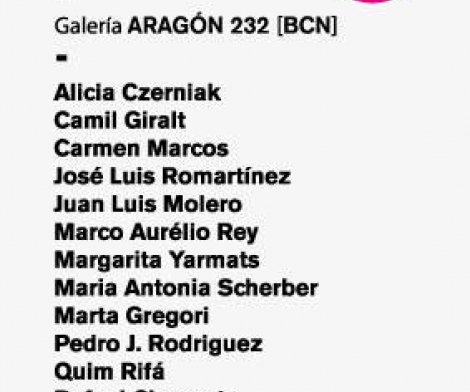 Galería ARAGÓN 232 [BCN]
-
Alicia Czerniak
Camil Giralt
Carmen Marcos
José Luis Romartínez
Juan Luis Molero
Marco Aurélio Rey
Margarita Yarmats
Maria Antonia Scherber
Marta Gregori
Pedro J. Rodriguez
Quim Rifá